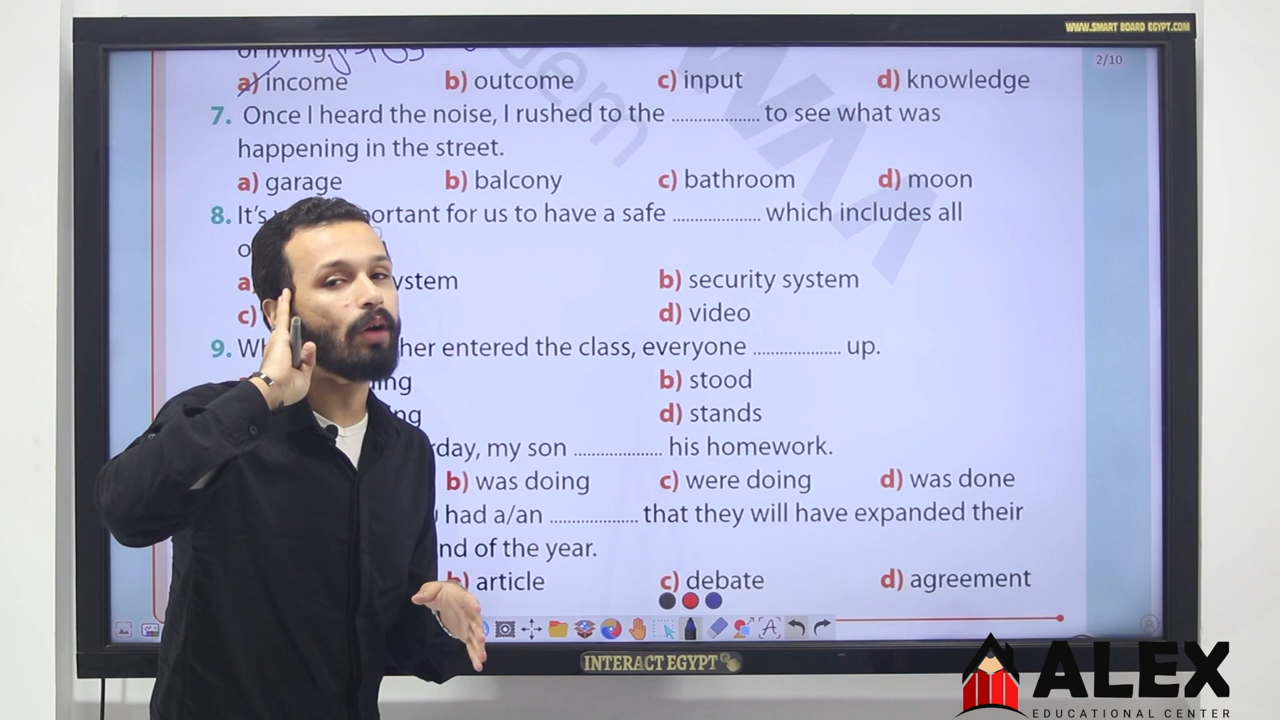 WWW.SMART BOARD EGYPT.COM
2/10
of living.
a) income b) outcome c) input d) knowledge
7. Once I heard the noise, I rushed to the .................... to see what was
happening in the street.
a) garage b) balcony c) bathroom d) moon
8. It's portant for us to have a safe .................... which includes all
a ystem b) security system
c) d) video
9. Wh her entered the class, everyone .................... up.
ing b) stood
ng d) stands
rday, my son .................... his homework.
b) was doing c) were doing d) was done
had a/an .................... that they will have expanded their
nd of the year.
b) article c) debate d) agreement
INTERACT EGYPT
ALEX
EDUCATIONAL CENTER